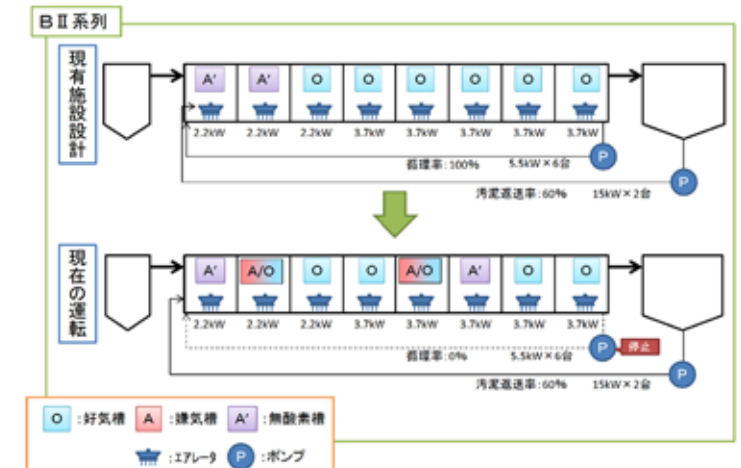 BⅡ系列
現有施設設計
A' A' O O O O O O
2.2kW 2.2kW 2.2kW 3.7kW 3.7kW 3.7kW 3.7kW 3.7kW
循環率:100% 5.5kW×6台 P
汚泥返送率:60% 15kW×2台 P
現在の運転
A' A/O O O A/O A' O O
2.2kW 2.2kW 2.2kW 3.7kW 3.7kW 3.7kW 3.7kW 3.7kW
循環率:0% 5.5kW×6台 P 停止
汚泥返送率:60% 15kW×2台 P
O :好気槽 A :嫌気槽 A' :無酸素槽
:エアレータ P :ポンプ